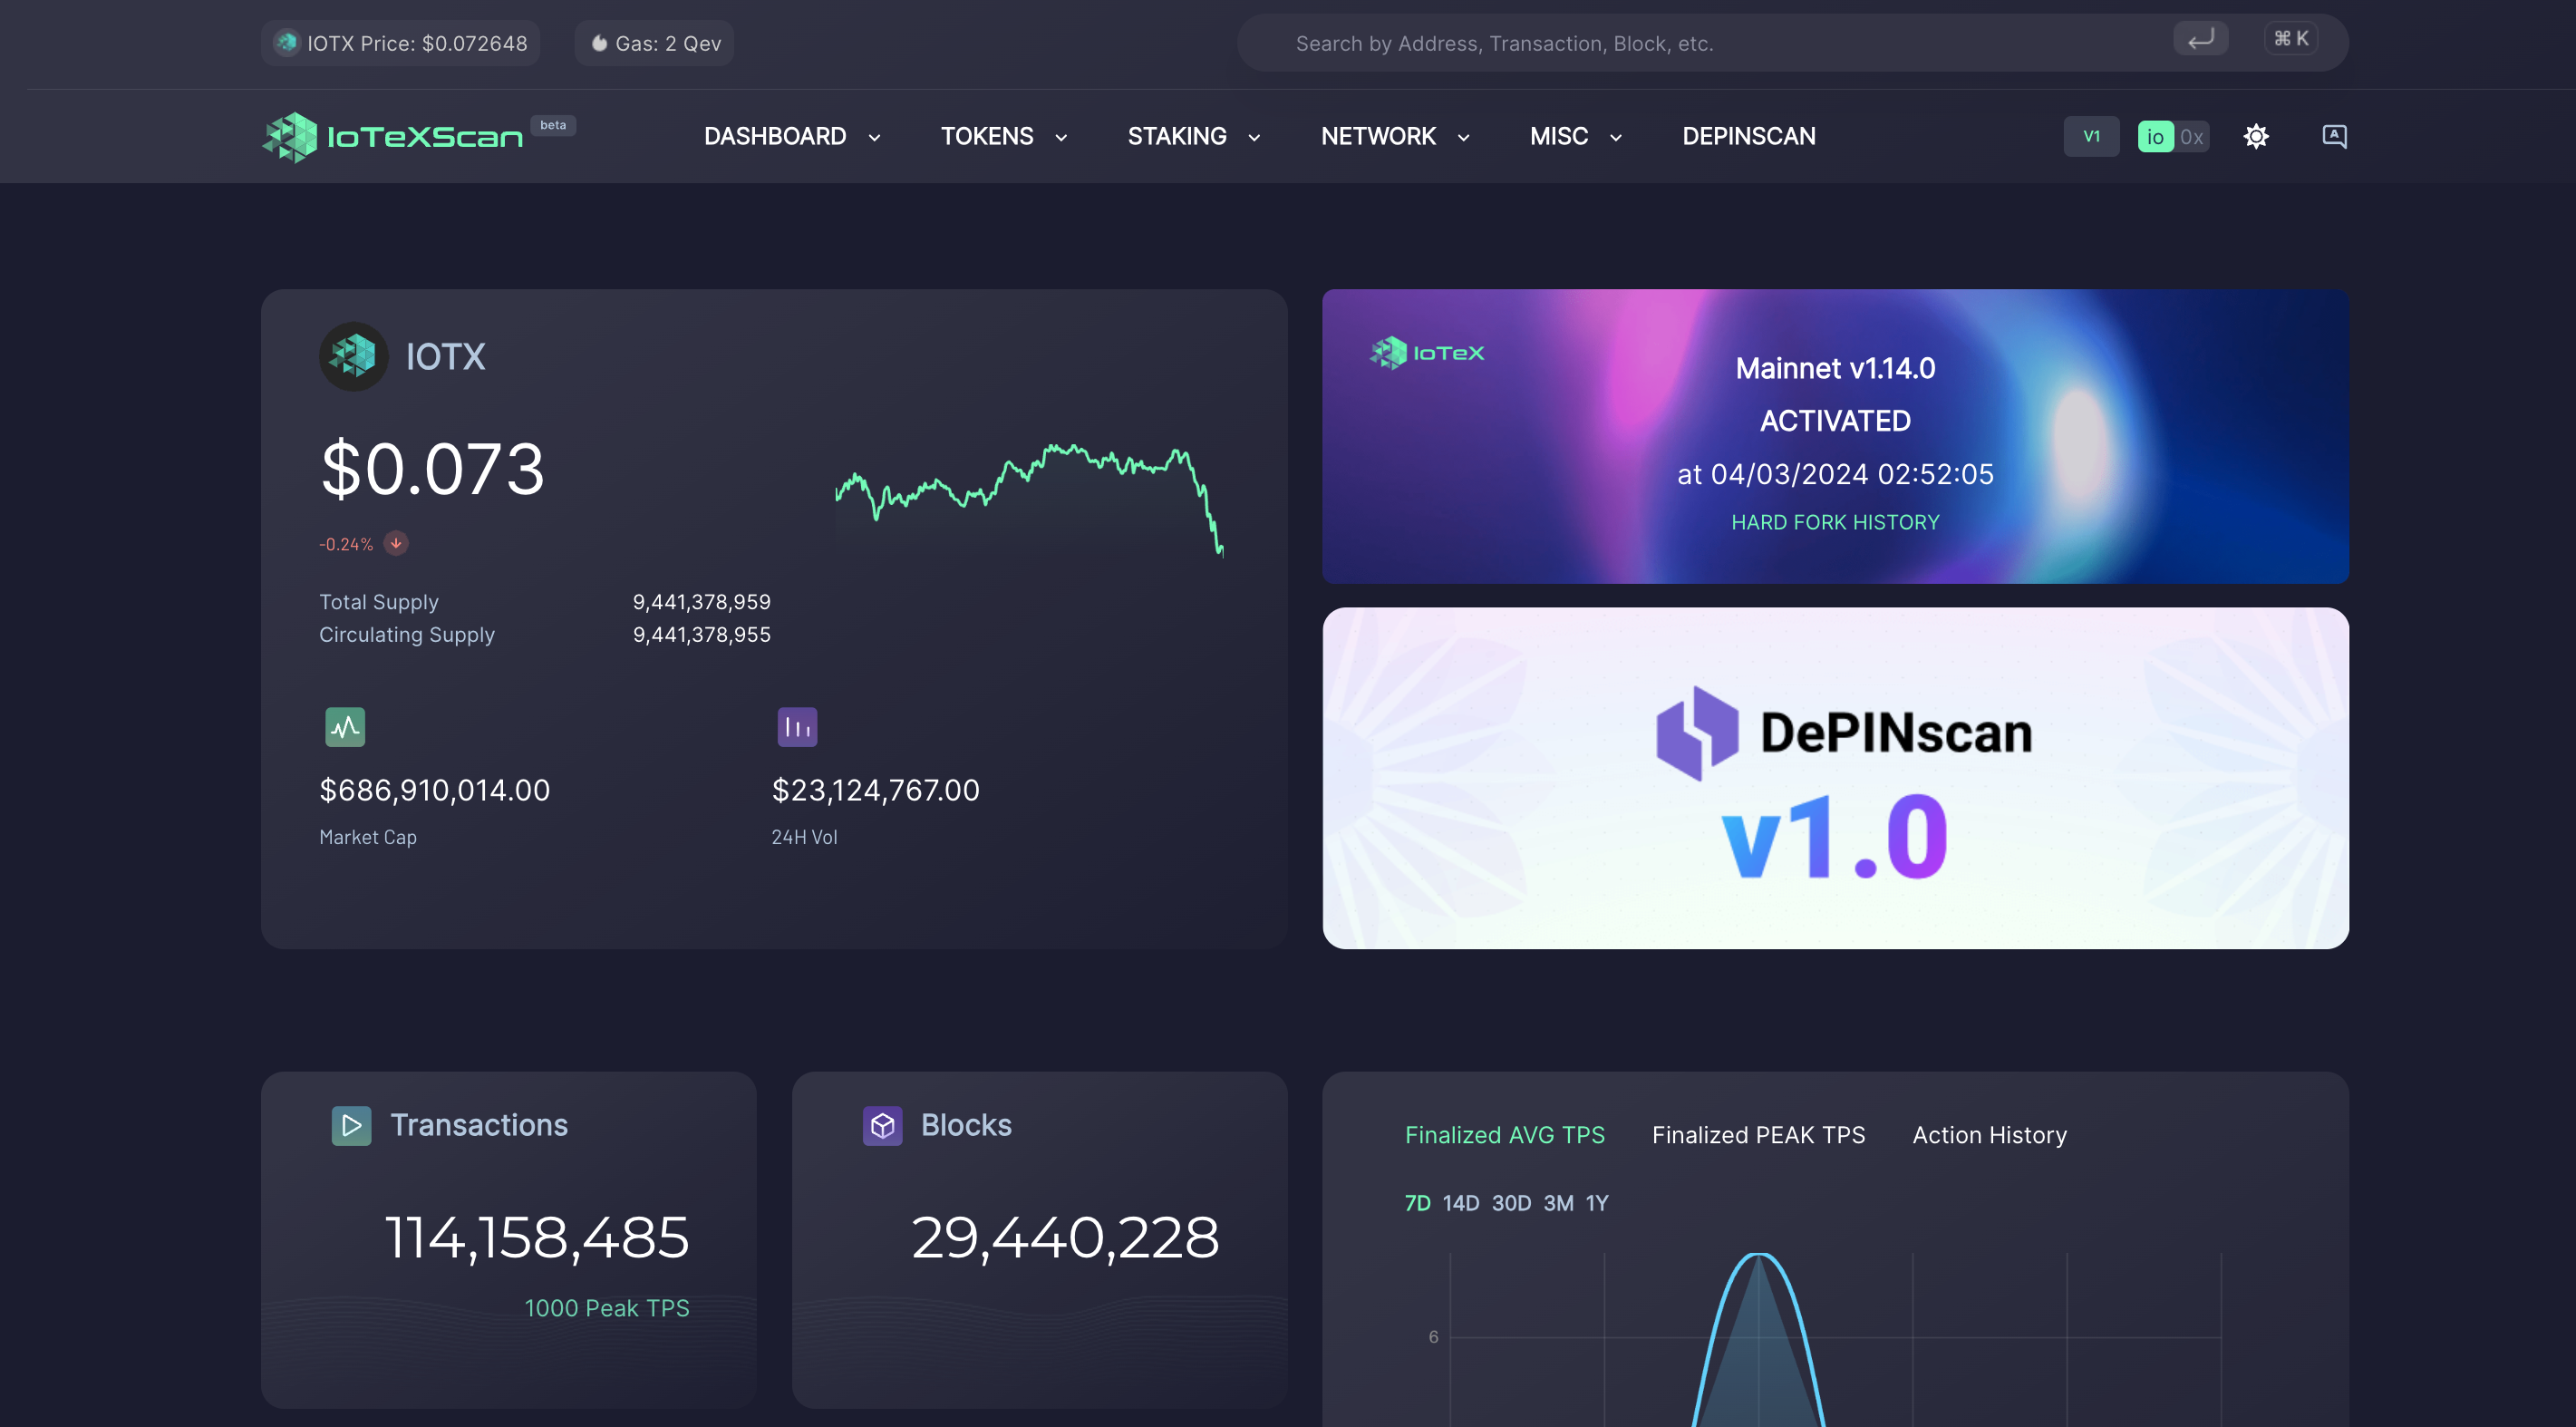 IOTX Price: $0.072648
Gas: 2 Qev
Search by Address, Transaction, Block, etc.
⌘ K
IoTeXScan
beta
DASHBOARD
TOKENS
STAKING
NETWORK
MISC
DEPINSCAN
V1
io 0x
A
IOTX
$0.073
-0.24%
Total Supply 9,441,378,959
Circulating Supply 9,441,378,955
$686,910,014.00
Market Cap
$23,124,767.00
24H Vol
IoTeX
Mainnet v1.14.0
ACTIVATED
at 04/03/2024 02:52:05
HARD FORK HISTORY
DePINscan
v1.0
Transactions
114,158,485
1000 Peak TPS
Blocks
29,440,228
Finalized AVG TPS Finalized PEAK TPS Action History
7D 14D 30D 3M 1Y
6